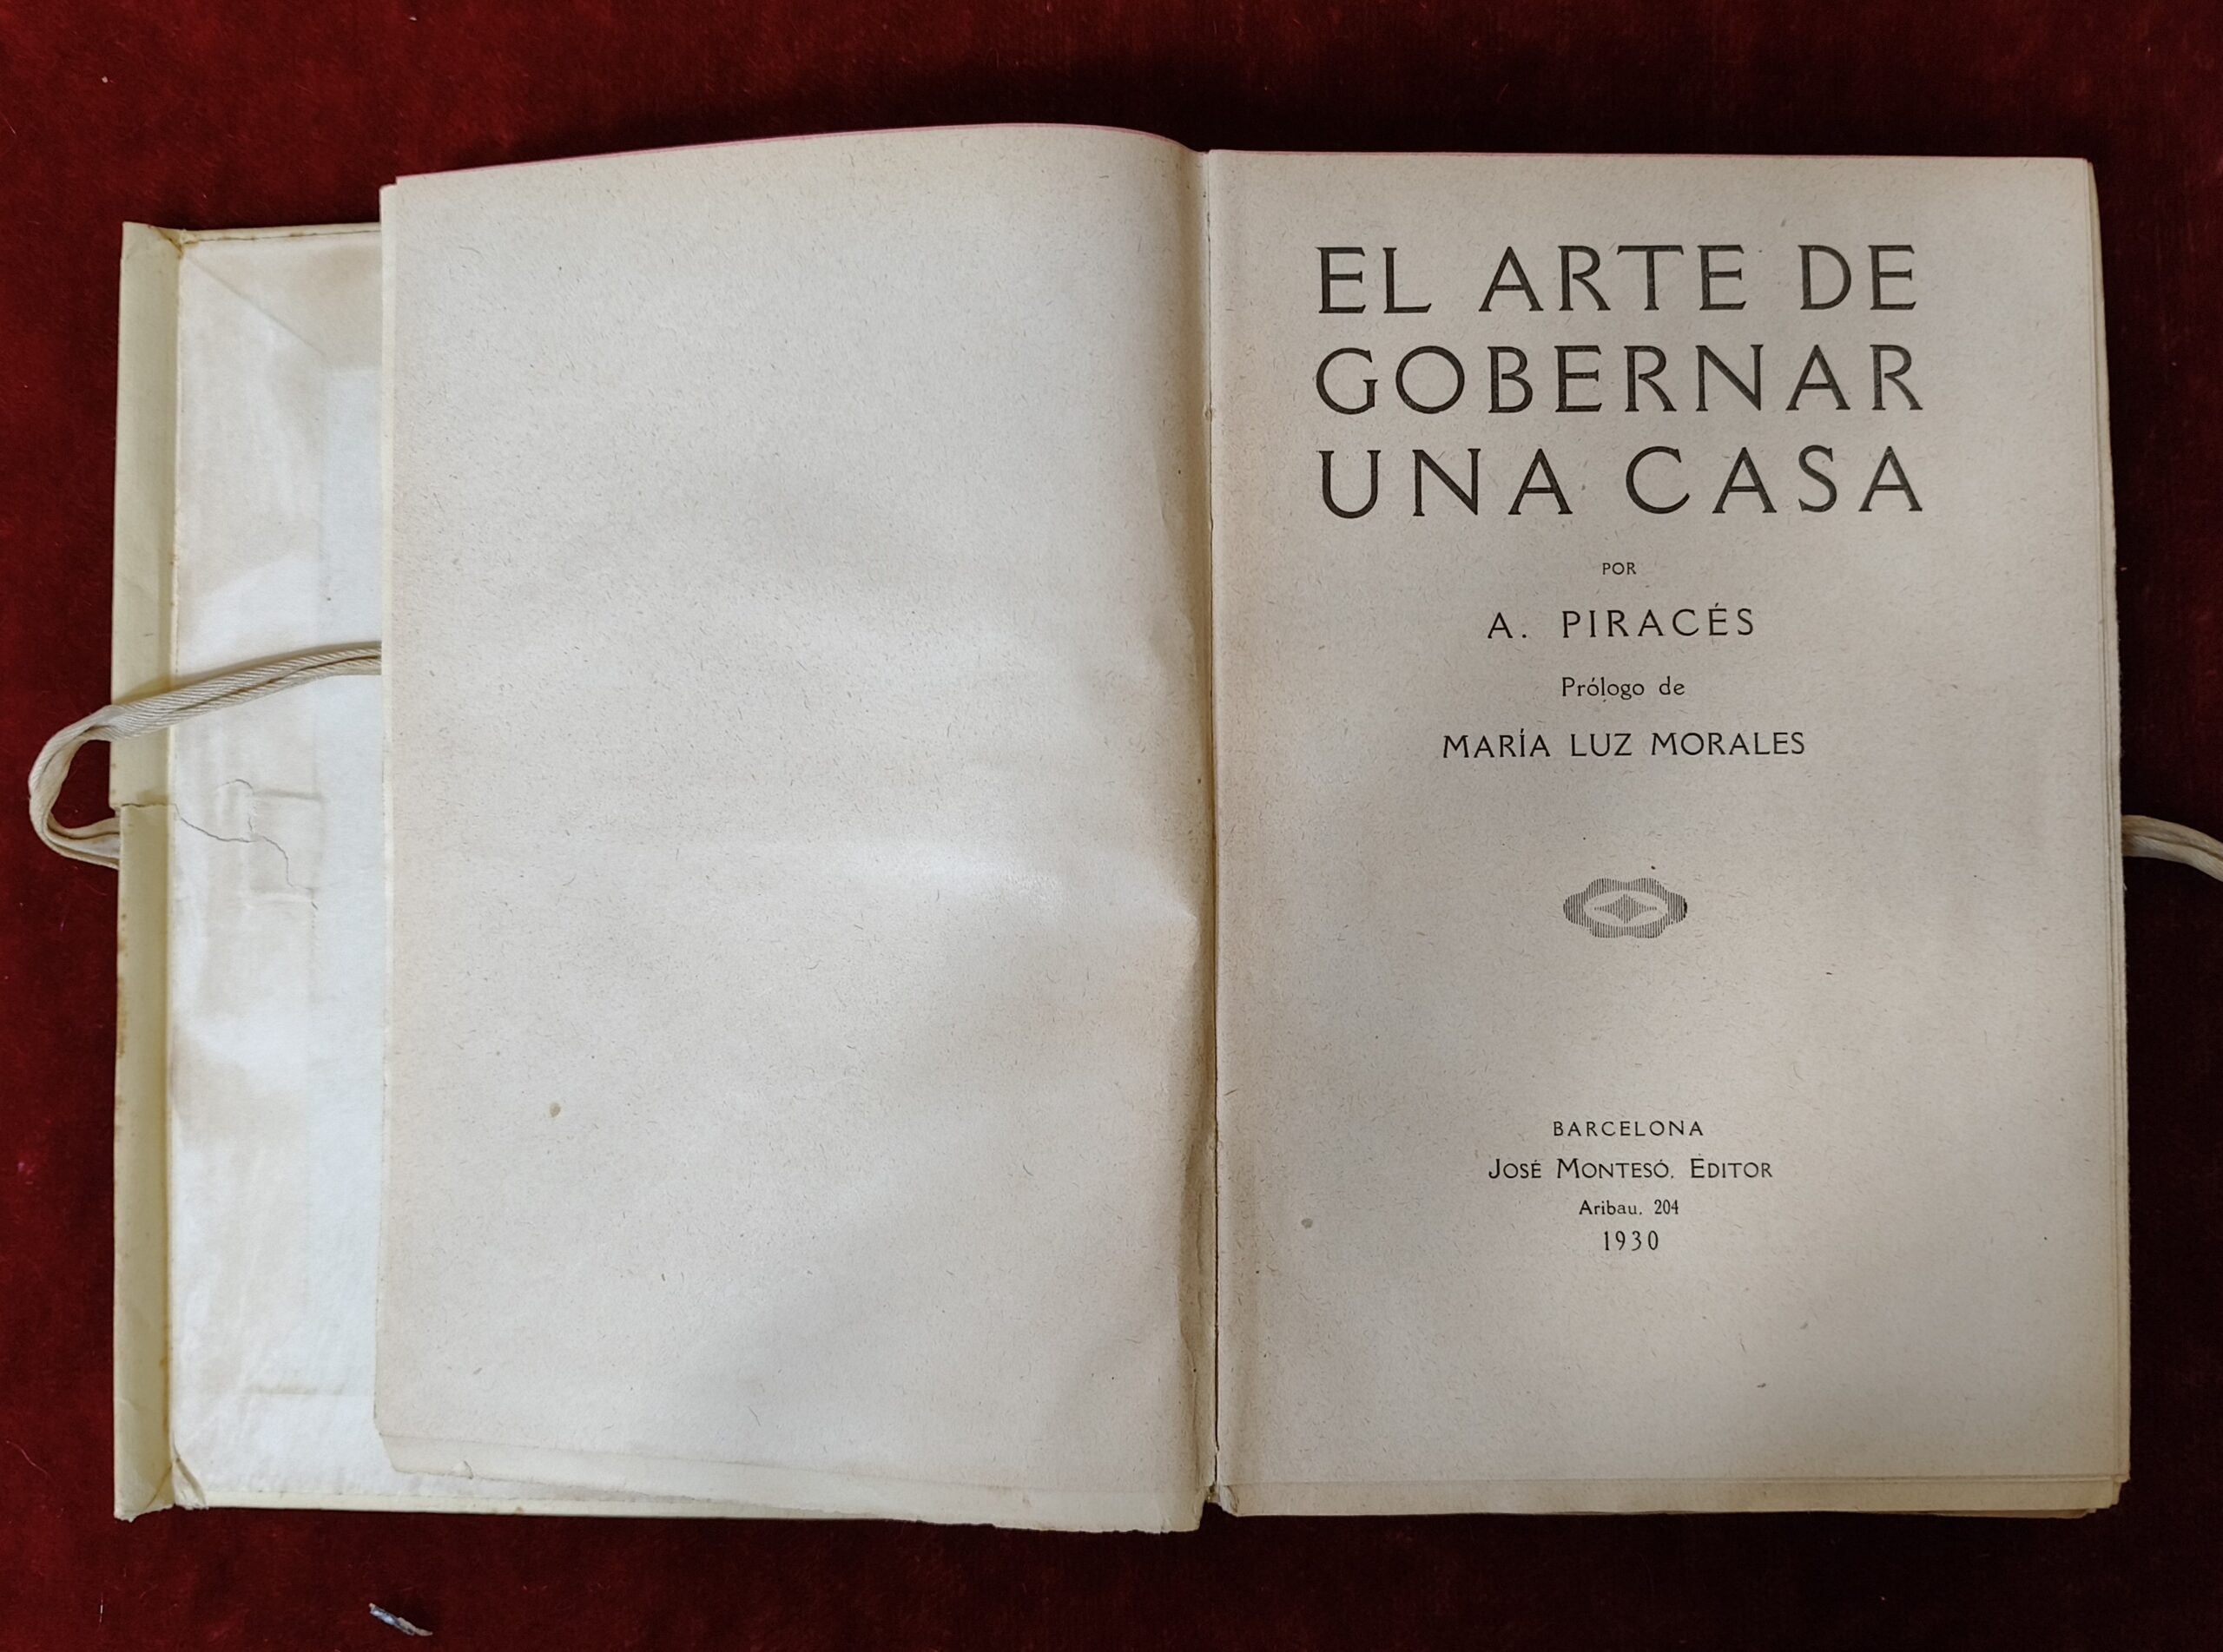 EL ARTE DE
GOBERNAR
UNA CASA
POR
A. PIRACÉS
Prólogo de
MARÍA LUZ MORALES
BARCELONA
JOSÉ MONTESÓ, EDITOR
Aribau, 204
1930